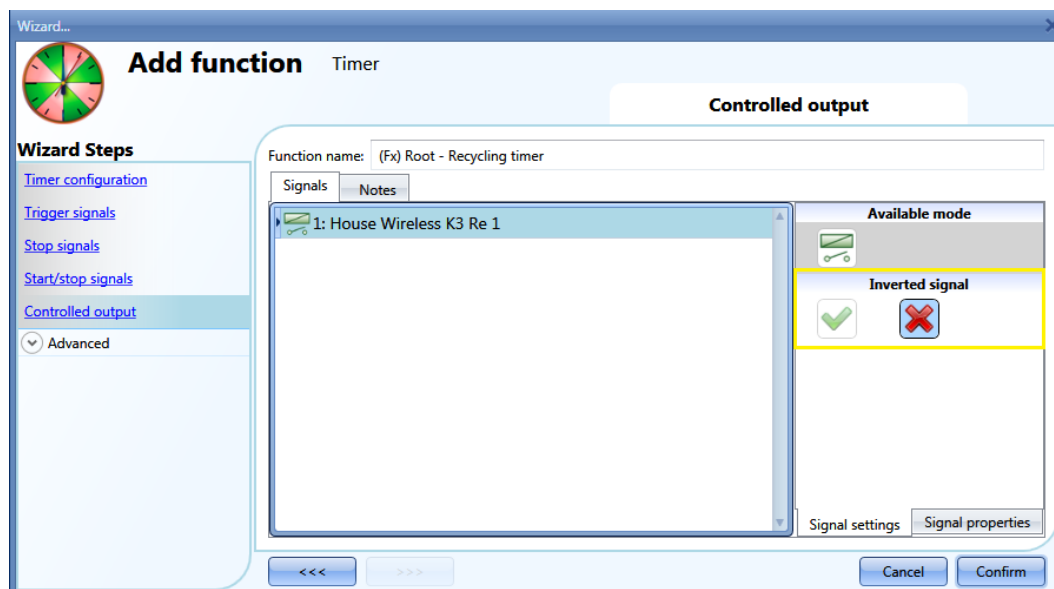 Wizard...
Add function Timer
Controlled output
Wizard Steps
Timer configuration
Trigger signals
Stop signals
Start/stop signals
Controlled output
Advanced
Function name: (Fx) Root - Recycling timer
Signals Notes
1: House Wireless K3 Re 1
Available mode
Inverted signal
Signal settings Signal properties
<<< >>> Cancel Confirm